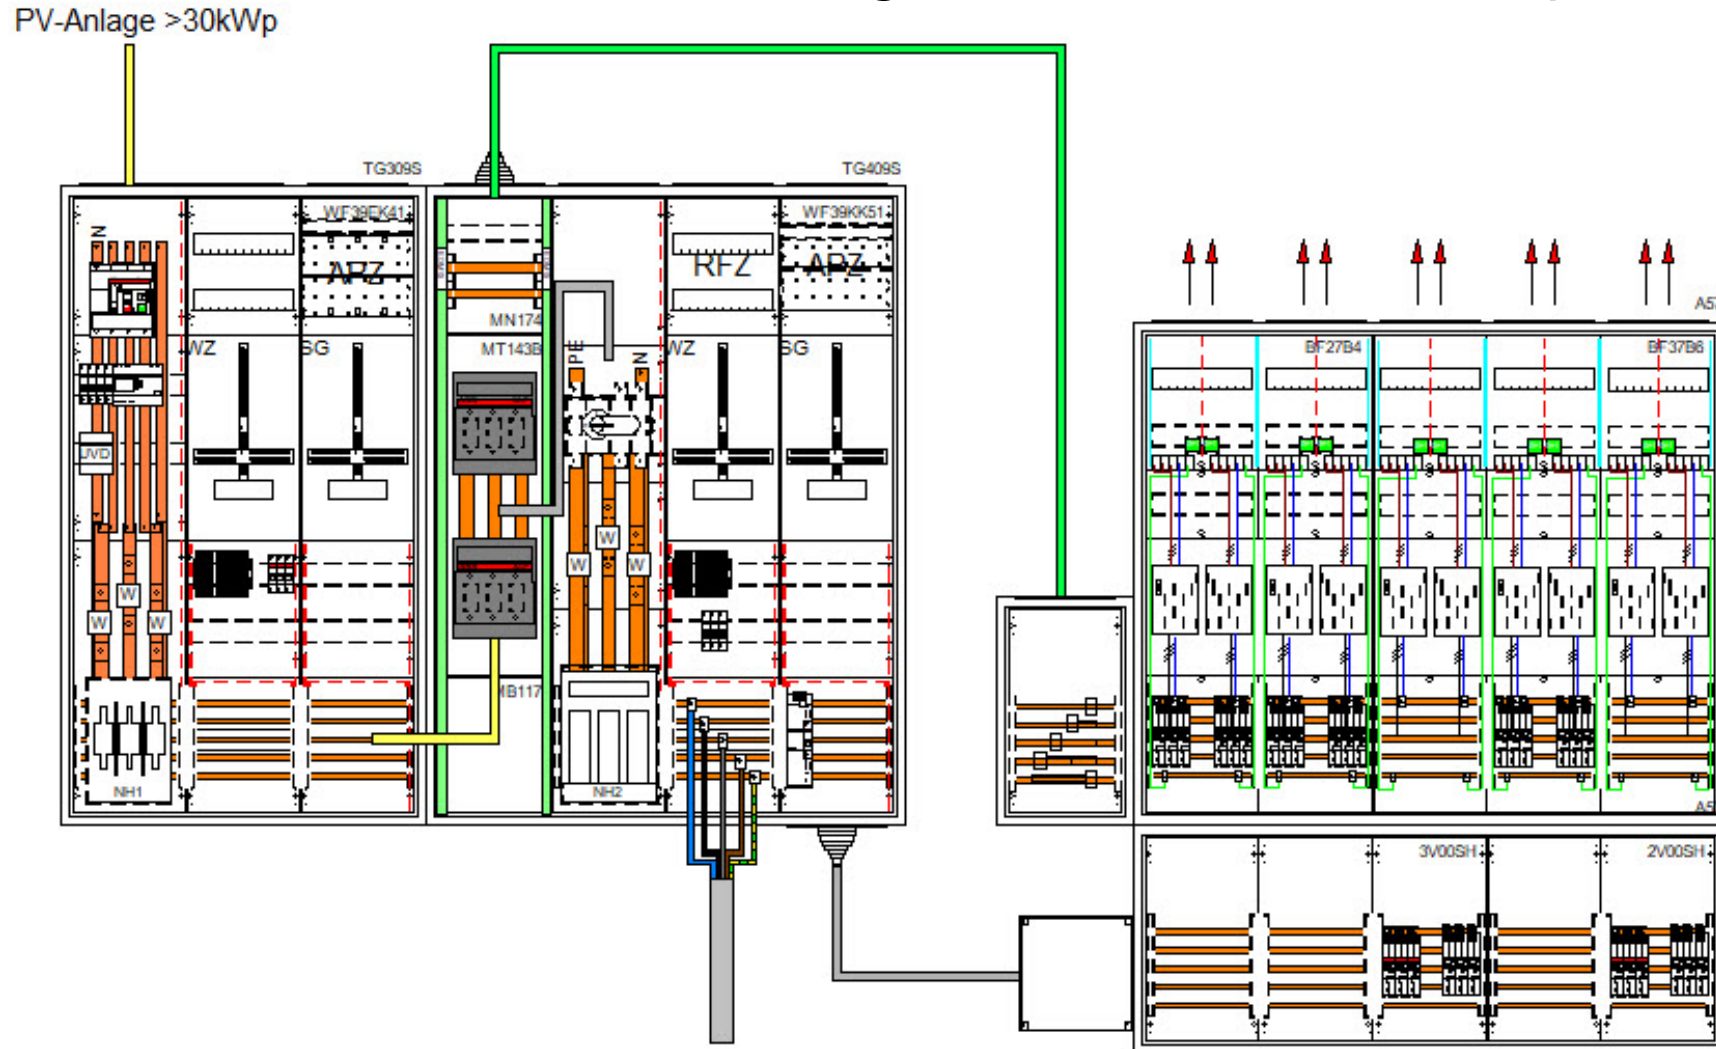 PV-Anlage >30kWp
TG309S
TG409S
WF39EK41
WF39KK51
N
APZ
RFZ
APZ
MN174
MT143B
WZ
SG
PE
N
WZ
SG
UVD
W
W
W
W
W
W
MB117
NH1
NH2
BF27B4
BF37B6
3V00SH
2V00SH